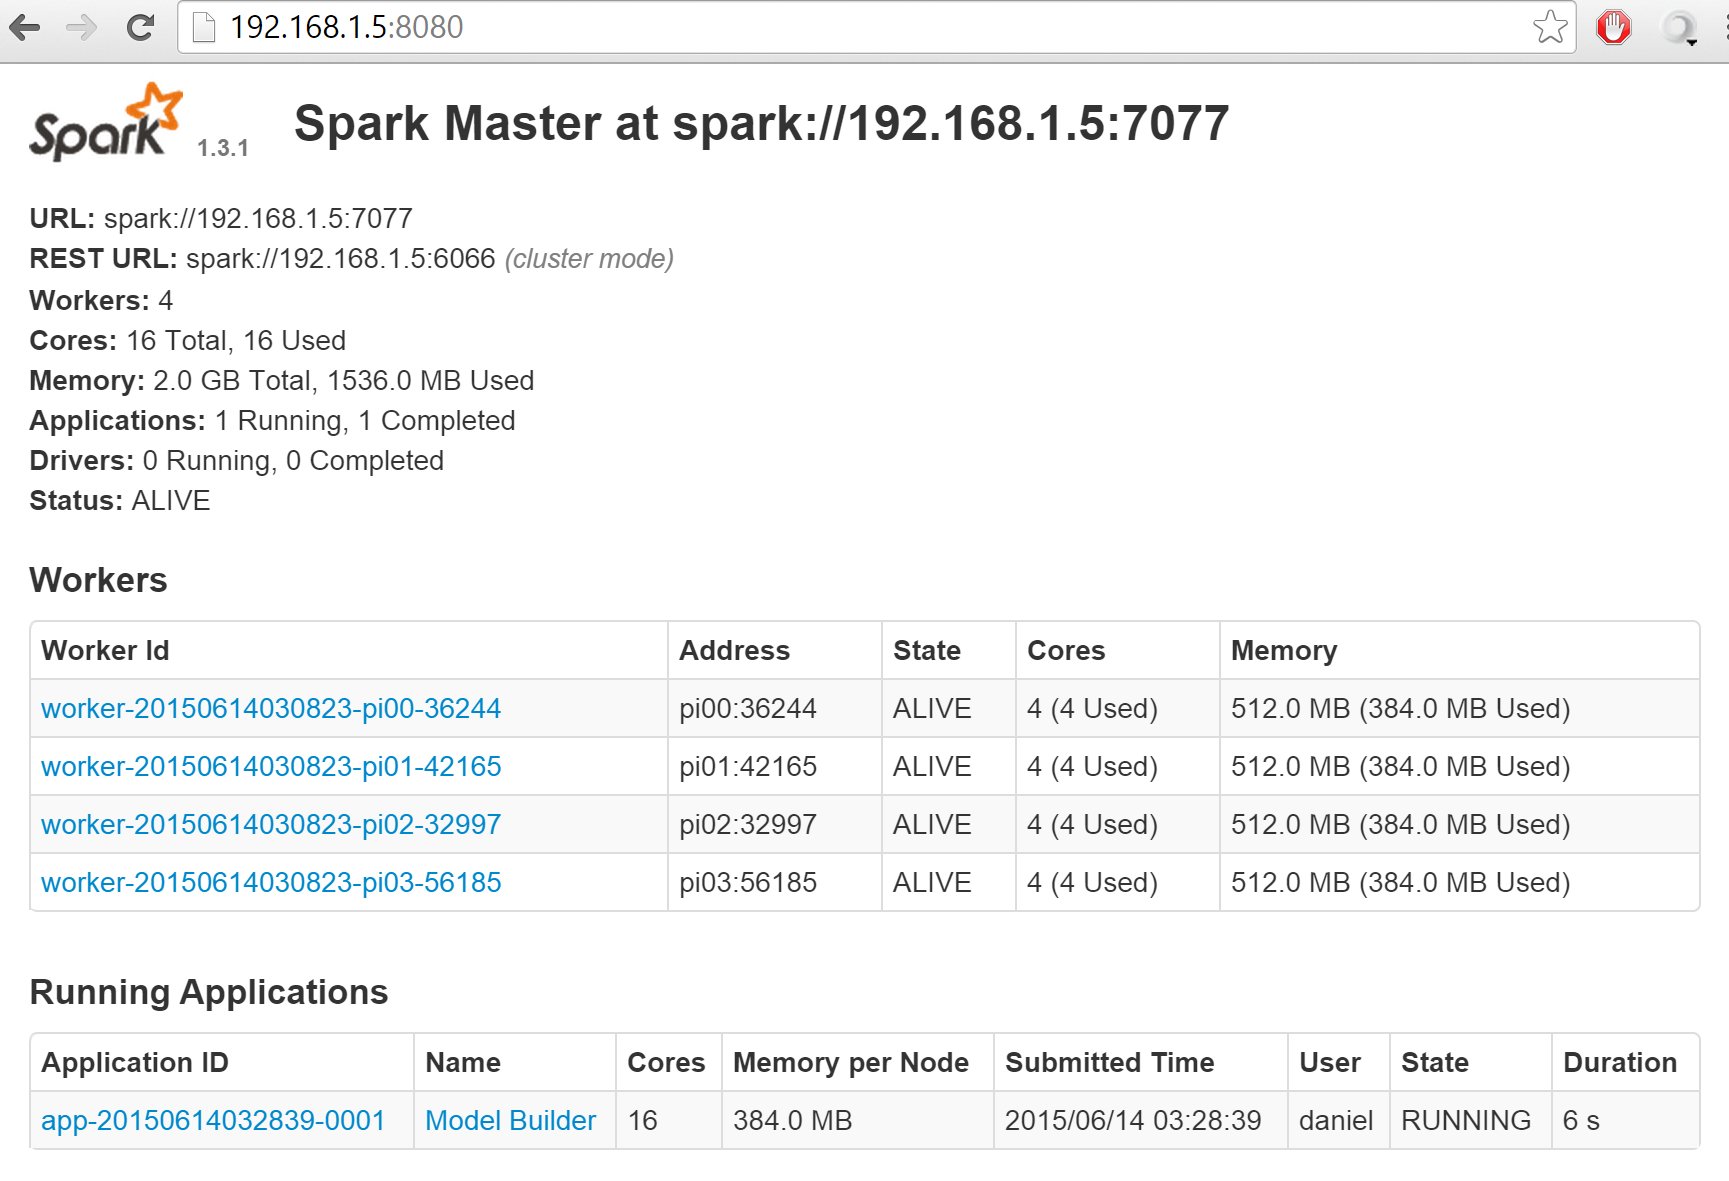 192.168.1.5:8080
Spark 1.3.1 Spark Master at spark://192.168.1.5:7077
URL: spark://192.168.1.5:7077
REST URL: spark://192.168.1.5:6066 (cluster mode)
Workers: 4
Cores: 16 Total, 16 Used
Memory: 2.0 GB Total, 1536.0 MB Used
Applications: 1 Running, 1 Completed
Drivers: 0 Running, 0 Completed
Status: ALIVE
Workers
Worker Id Address State Cores Memory
worker-20150614030823-pi00-36244 pi00:36244 ALIVE 4 (4 Used) 512.0 MB (384.0 MB Used)
worker-20150614030823-pi01-42165 pi01:42165 ALIVE 4 (4 Used) 512.0 MB (384.0 MB Used)
worker-20150614030823-pi02-32997 pi02:32997 ALIVE 4 (4 Used) 512.0 MB (384.0 MB Used)
worker-20150614030823-pi03-56185 pi03:56185 ALIVE 4 (4 Used) 512.0 MB (384.0 MB Used)
Running Applications
Application ID Name Cores Memory per Node Submitted Time User State Duration
app-20150614032839-0001 Model Builder 16 384.0 MB 2015/06/14 03:28:39 daniel RUNNING 6 s